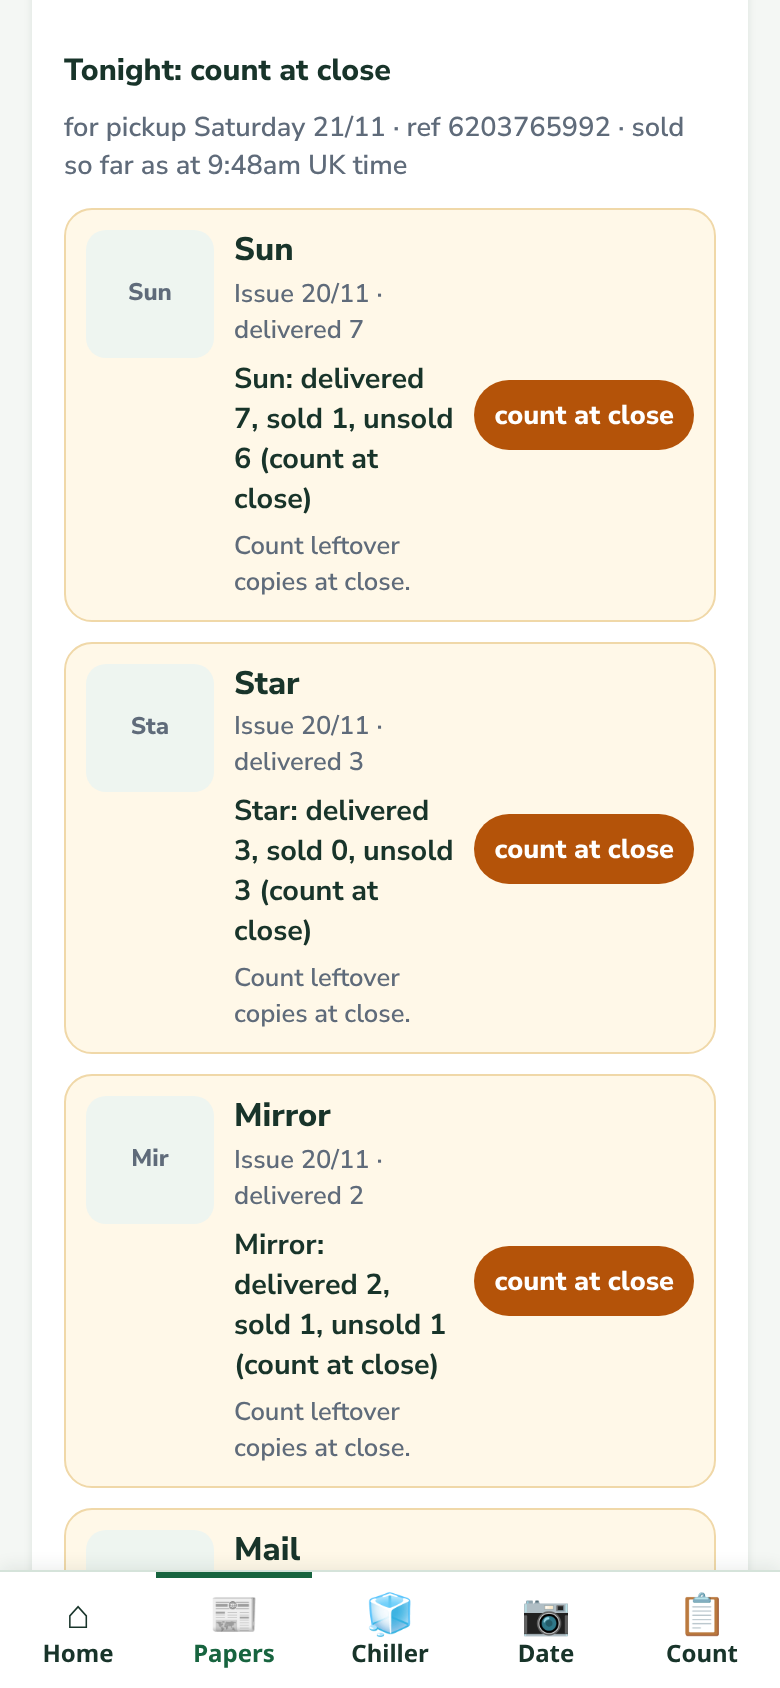 Tonight: count at close
for pickup Saturday 21/11 · ref 6203765992 · sold
so far as at 9:48am UK time
Sun
Sun
Issue 20/11 ·
delivered 7
Sun: delivered
7, sold 1, unsold
6 (count at
close)
count at close
Count leftover
copies at close.
Sta
Star
Issue 20/11 ·
delivered 3
Star: delivered
3, sold 0, unsold
3 (count at
close)
count at close
Count leftover
copies at close.
Mir
Mirror
Issue 20/11 ·
delivered 2
Mirror:
delivered 2,
sold 1, unsold 1
(count at close)
count at close
Count leftover
copies at close.
Mail
Home
Papers
Chiller
Date
Count